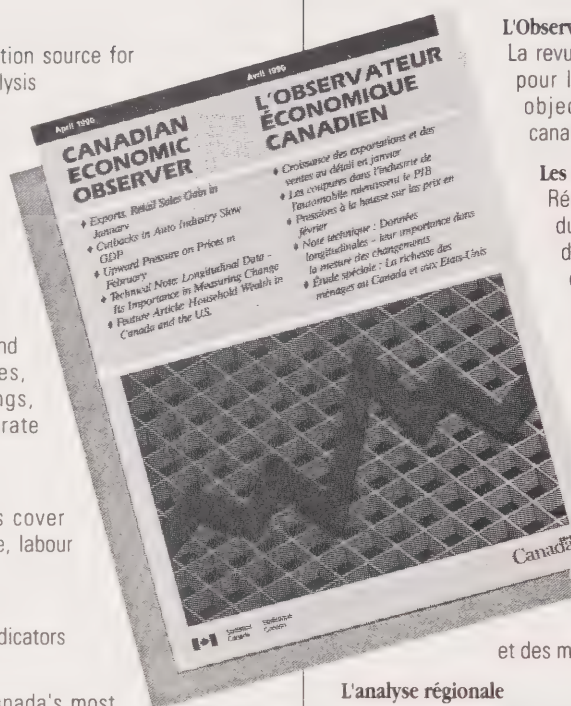 tion source for
lysis
nd
es,
ngs,
rate
s cover
e, labour
dicators
anada's most
April 1990
Avril 1990
CANADIAN
ECONOMIC
OBSERVER
♦ Exports, Retail Sales Gain in
January
♦ Cutbacks in Auto Industry Slow
GDP
♦ Upward Pressure on Prices in
February
♦ Technical Note: Longitudinal Data -
Its Importance in Measuring Change
♦ Feature Article: Household Wealth in
Canada and the U.S.
L'OBSERVATEUR
ÉCONOMIQUE
CANADIEN
♦ Croissance des exportations et des
ventes au détail en janvier
♦ Les coupures dans l'industrie de
l'automobile ralentissent le PIB
♦ Pressions à la hausse sur les prix en
février
♦ Note technique : Données
longitudinales - leur importance dans
la mesure des changements
♦ Étude spéciale : La richesse des
ménages au Canada et aux États-Unis
Statistics Statistique
Canada Canada
Canada
L'Observ
La revu
pour l
objec
cana
Les
Ré
du
d
et des m
L'analyse régionale